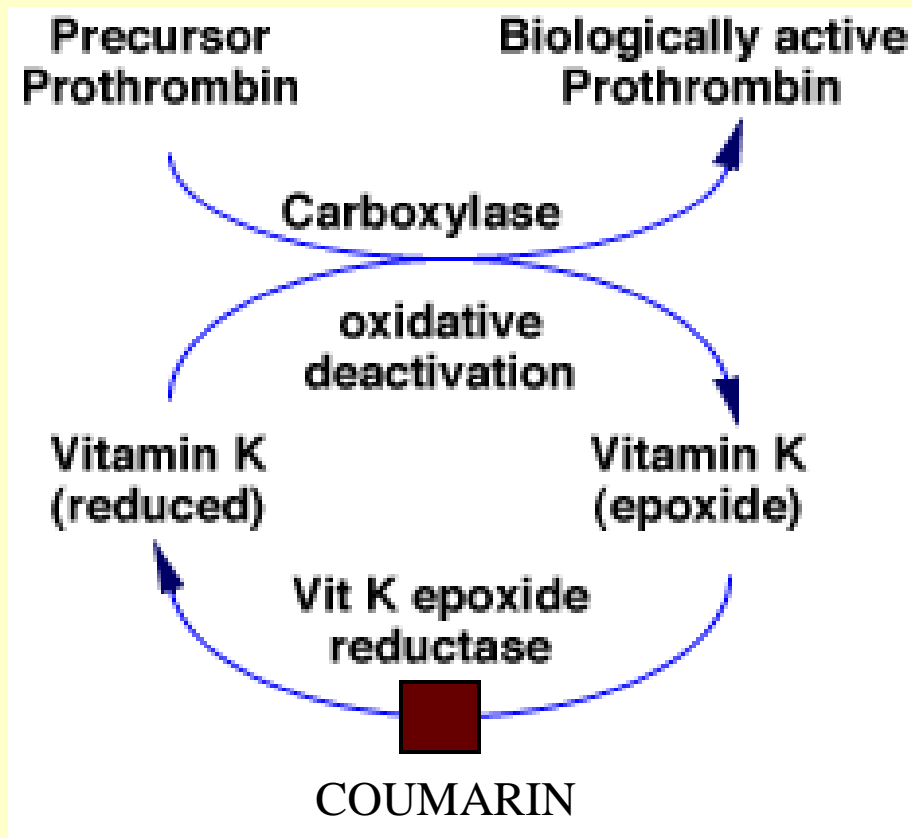 Precursor
Prothrombin
Biologically active
Prothrombin
Carboxylase
oxidative
deactivation
Vitamin K
(reduced)
Vitamin K
(epoxide)
Vit K epoxide
reductase
COUMARIN